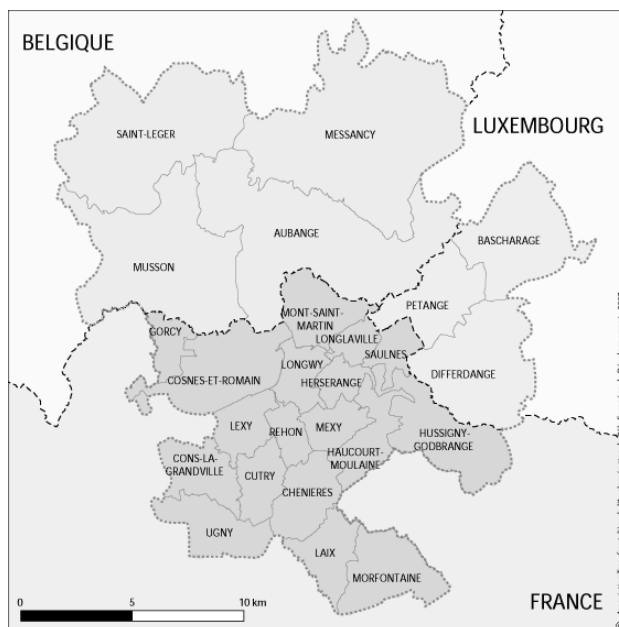 BELGIQUE
LUXEMBOURG
SAINT-LEGER
MESSANCY
BASCHARAGE
AUBANGE
MUSSON
PETANGE
MONT-SAINT-
MARTIN
GORCY
LONGLAVILLE
SAULNES
LONGWY
DIFFERDANGE
COSNES-ET-ROMAIN
HERSERANGE
LEXY
REHON
MEXY
HUSSIGNY-
GODBRANGE
HAUCOURT-
MOULAINE
CONS-LA-
GRANDVILLE
CUTRY
CHENIERES
UGNY
LAIX
MORFONTAINE
FRANCE
0
5
10 km